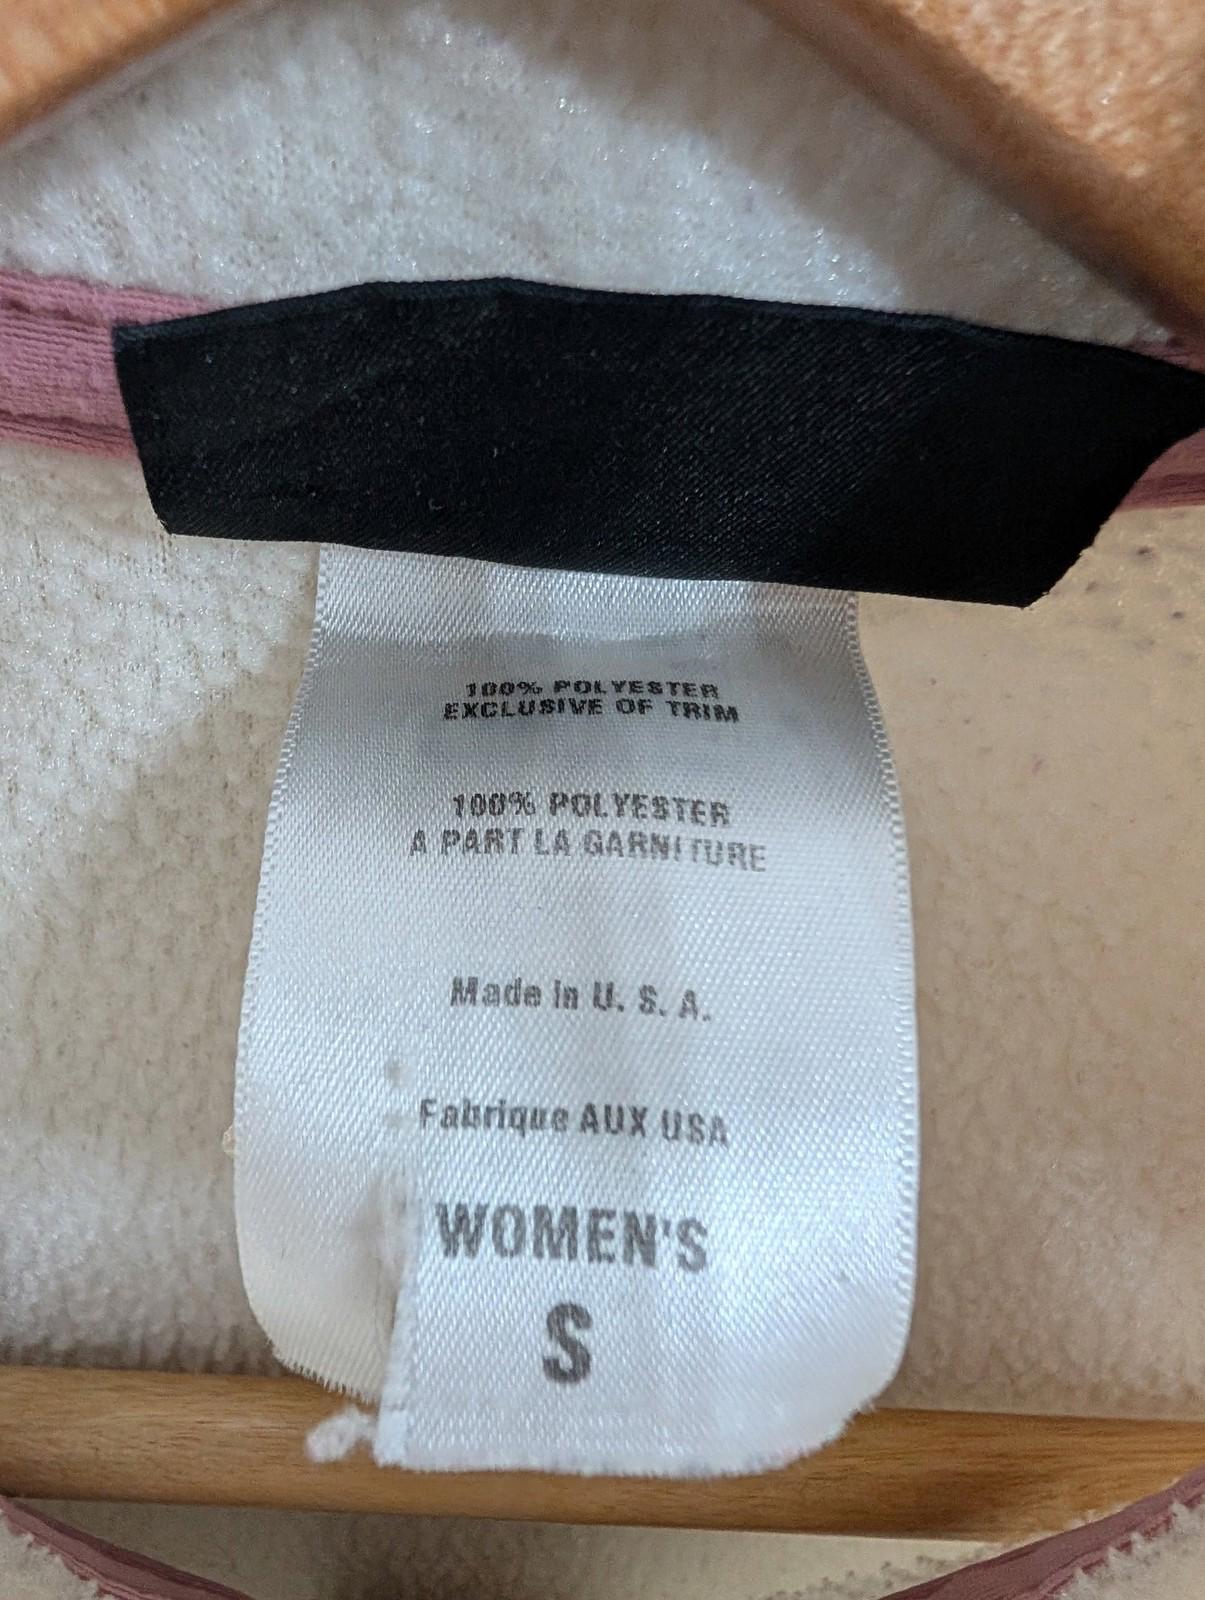 100% POLYESTER
EXCLUSIVE OF TRIM
100% POLYESTER
A PART LA GARNITURE
Made in U. S. A.
Fabrique AUX USA
WOMEN'S
S